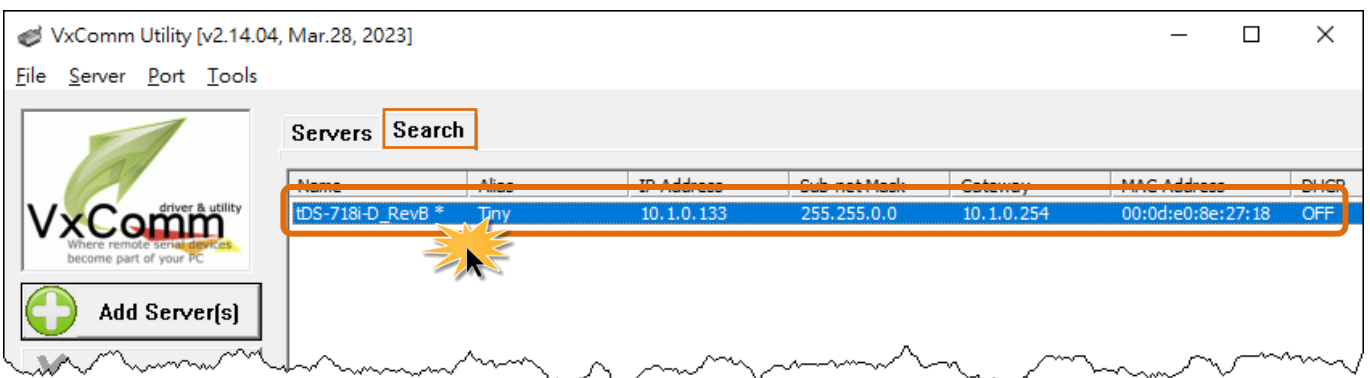 VxComm Utility [v2.14.04, Mar.28, 2023]
File Server Port Tools
Servers Search
Name Alias IP Address Sub-net Mask Gateway MAC Address DHCP
tDS-718i-D_RevB * Tiny 10.1.0.133 255.255.0.0 10.1.0.254 00:0d:e0:8e:27:18 OFF
driver & utility
VxComm
Where remote serial devices
become part of your PC
Add Server(s)